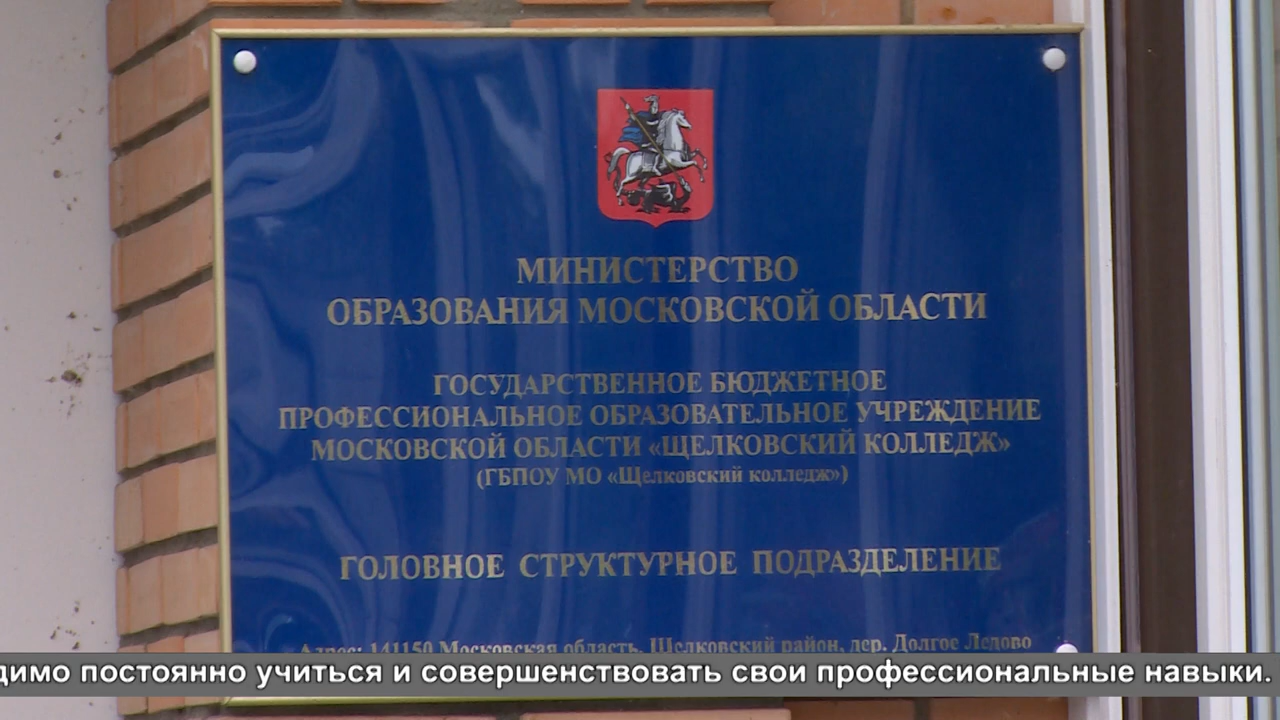 МИНИСТЕРСТВО
ОБРАЗОВАНИЯ МОСКОВСКОЙ ОБЛАСТИ
ГОСУДАРСТВЕННОЕ БЮДЖЕТНОЕ
ПРОФЕССИОНАЛЬНОЕ ОБРАЗОВАТЕЛЬНОЕ УЧРЕЖДЕНИЕ
МОСКОВСКОЙ ОБЛАСТИ «ЩЕЛКОВСКИЙ КОЛЛЕДЖ»
(ГБПОУ МО «Щелковский колледж»)
ГОЛОВНОЕ СТРУКТУРНОЕ ПОДРАЗДЕЛЕНИЕ
Адрес: 141150 Московская область, Щелковский район, дер. Долгое Ледово
димо постоянно учиться и совершенствовать свои профессиональные навыки.